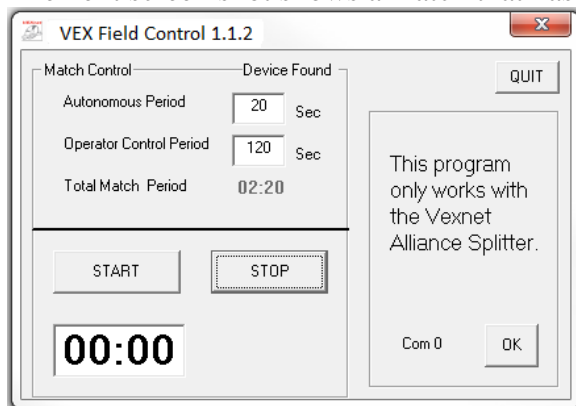 VEX Field Control 1.1.2
Match Control
Device Found
QUIT
Autonomous Period 20 Sec
Operator Control Period 120 Sec
Total Match Period 02:20
This program
only works with
the Vexnet
Alliance Splitter.
START
STOP
00:00
Com 0
OK